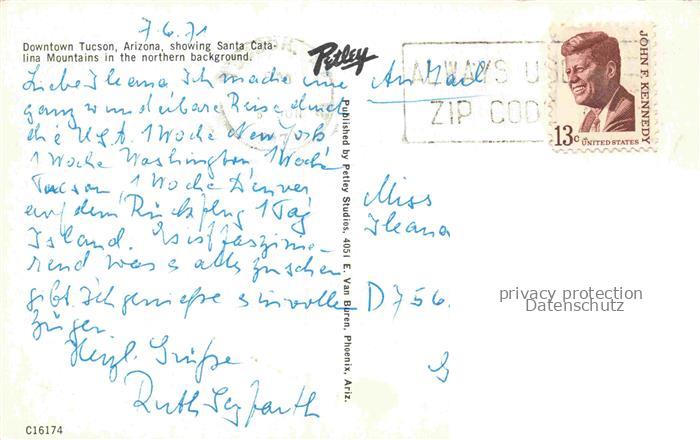 7.6.71
Downtown Tucson, Arizona, showing Santa Cata-
lina Mountains in the northern background.
Petley
Liebe Ileana Ich mache eine
ganz wunderbare Reise durch
die USA. 1 Woche New York
1 Woche Washington, 1 Woche
Tucson, 1 Woche Denver
auf dem Rückflug 1 Tag
Island. Es ist faszinie-
rend was es alles zu sehen
gibt. Ich genieße es in vollen
Zügen
Herzl. Grüße
Ruth Seyfarth
C16174
Published by Petley Studios, 4051 E. Van Buren, Phoenix, Ariz.
Air Mail
ALWAYS USE
ZIP CODE
JOHN F. KENNEDY
13c UNITED STATES
Miss
Ileana
D 756.
privacy protection
Datenschutz